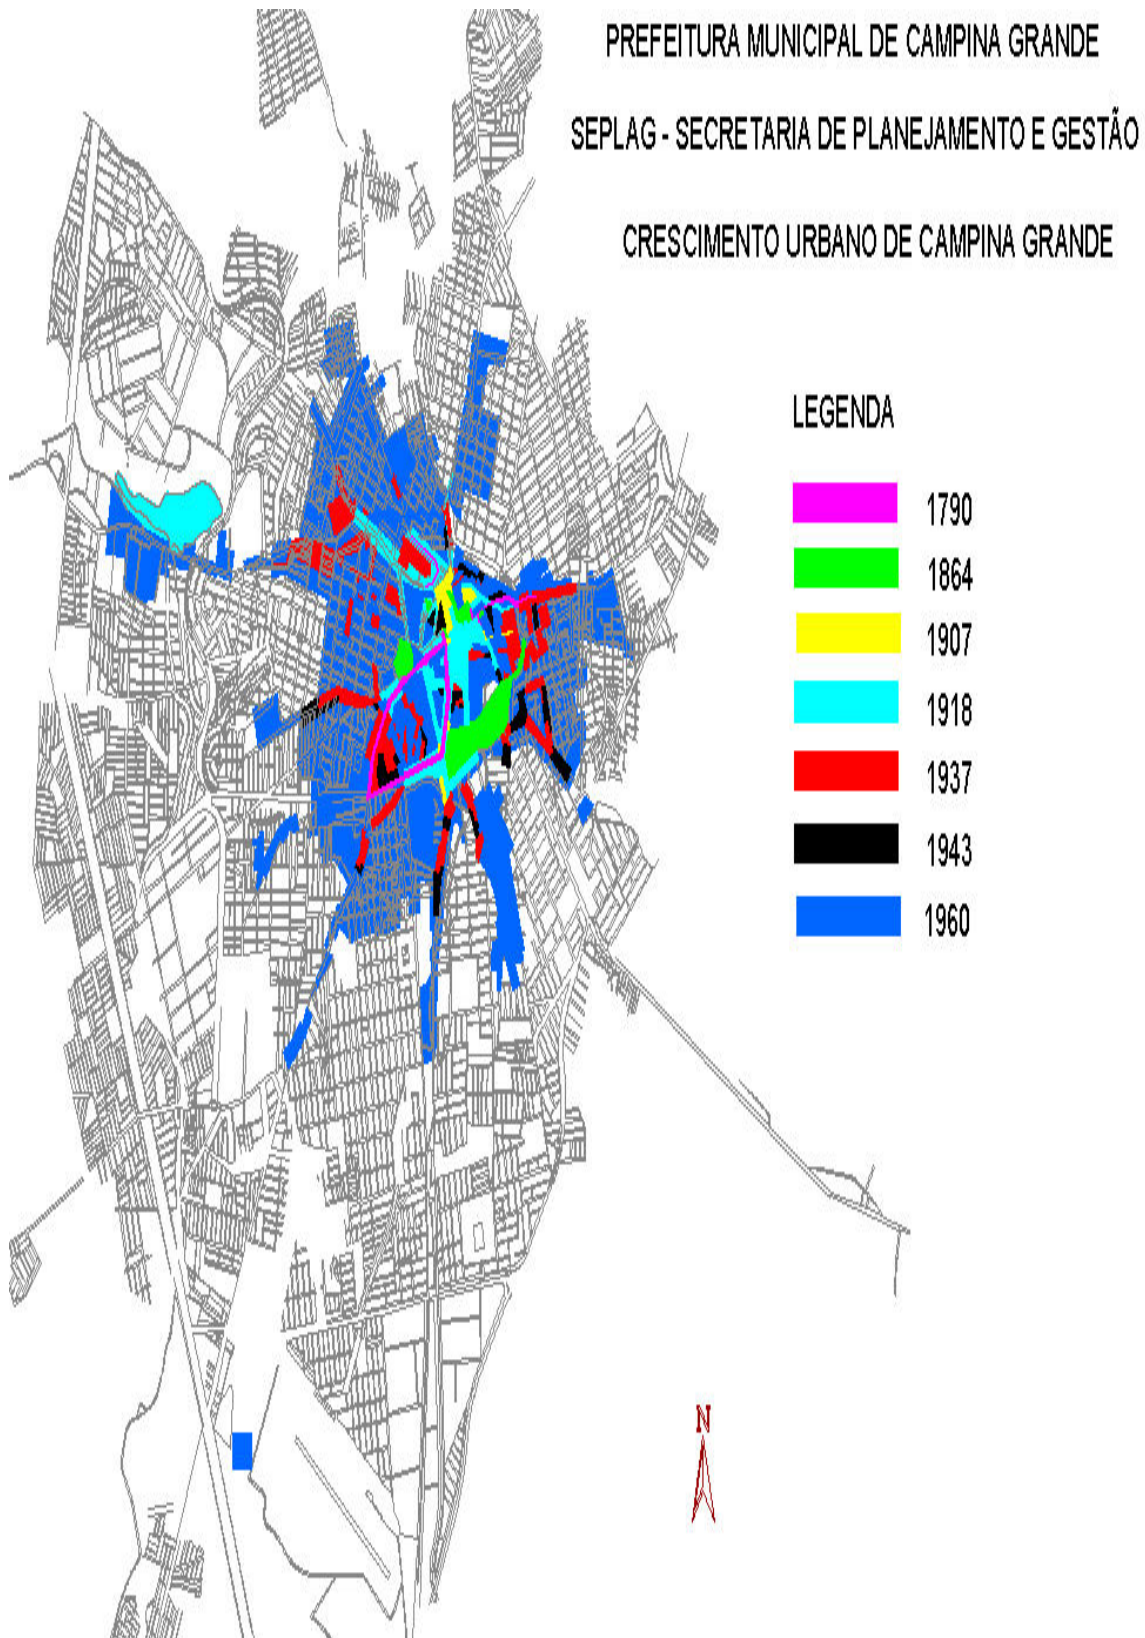 PREFEITURA MUNICIPAL DE CAMPINA GRANDE
SEPLAG - SECRETARIA DE PLANEJAMENTO E GESTÃO
CRESCIMENTO URBANO DE CAMPINA GRANDE
LEGENDA
1790
1864
1907
1918
1937
1943
1960
N